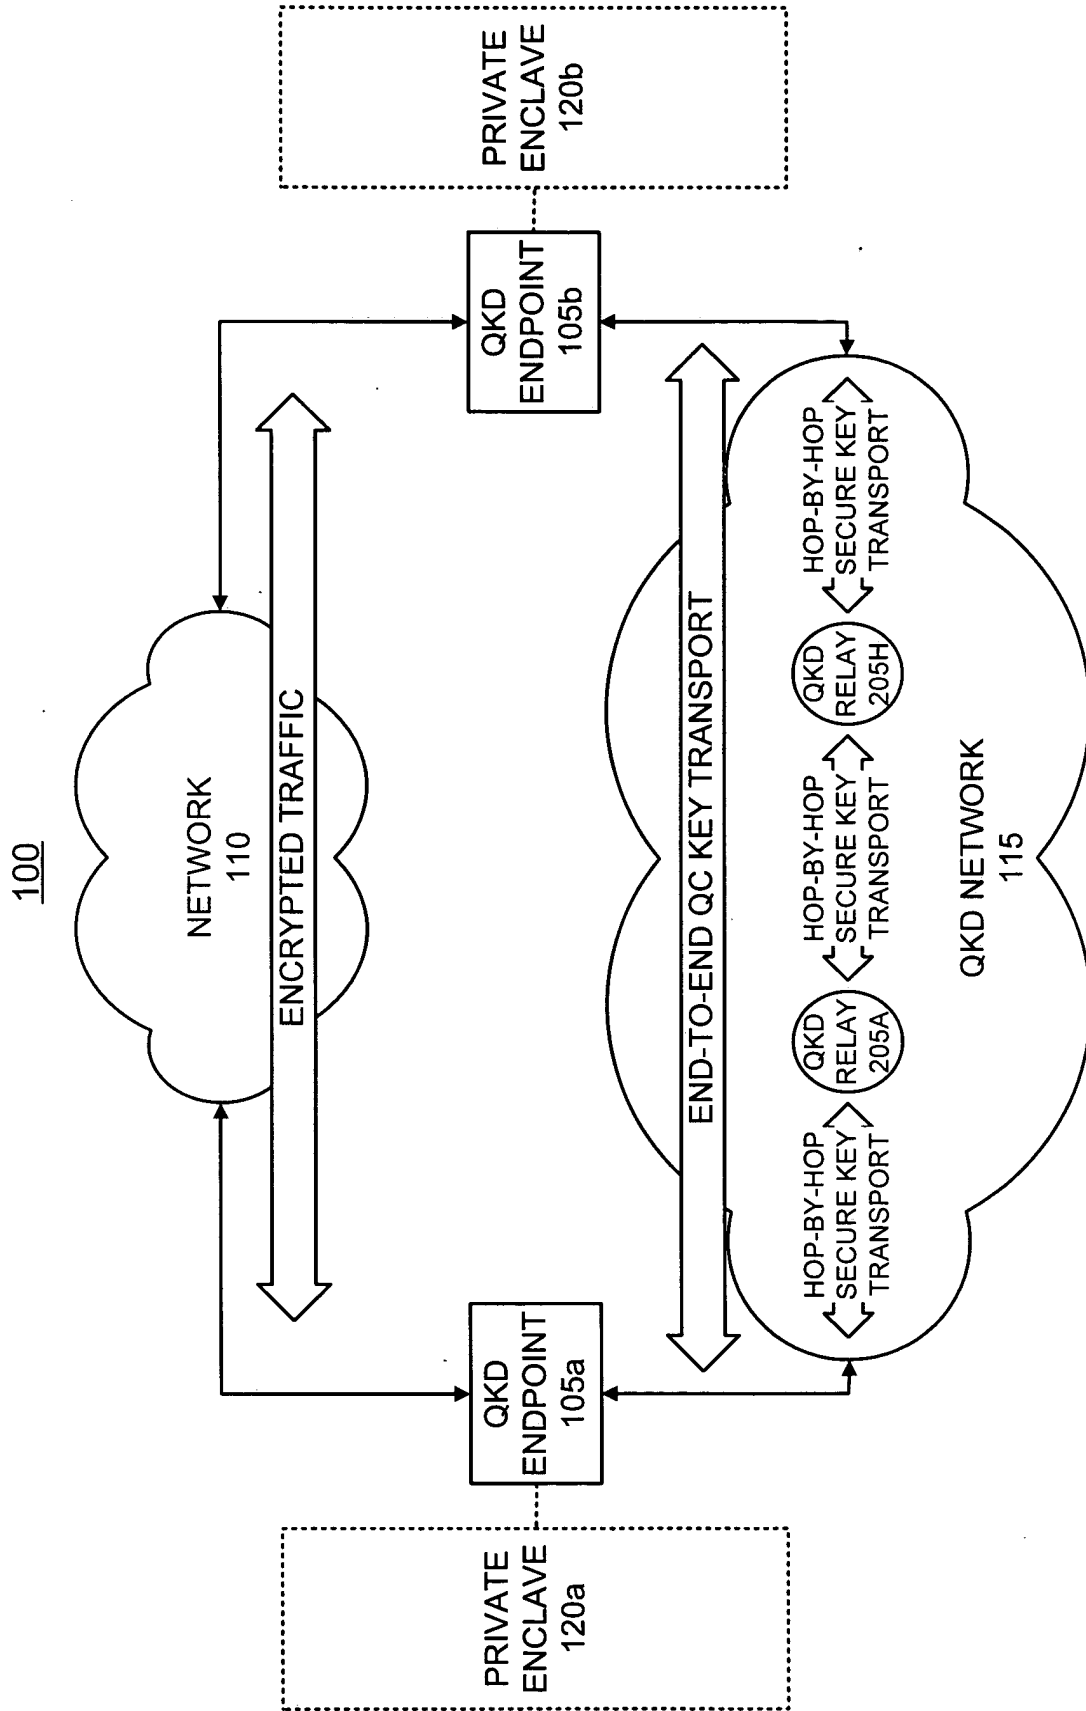 100
NETWORK
110
ENCRYPTED TRAFFIC
PRIVATE
ENCLAVE
120a
QKD
ENDPOINT
105a
QKD
ENDPOINT
105b
PRIVATE
ENCLAVE
120b
END-TO-END QC KEY TRANSPORT
HOP-BY-HOP
SECURE KEY
TRANSPORT
QKD
RELAY
205A
HOP-BY-HOP
SECURE KEY
TRANSPORT
QKD
RELAY
205H
HOP-BY-HOP
SECURE KEY
TRANSPORT
QKD NETWORK
115